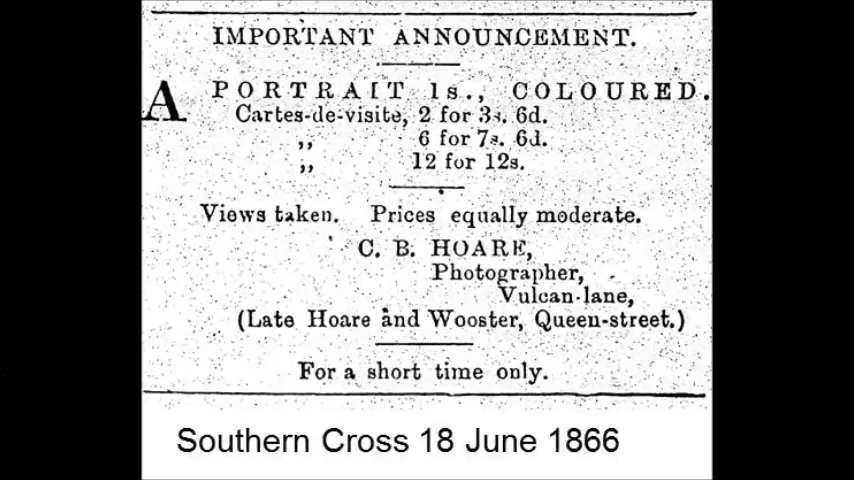 IMPORTANT ANNOUNCEMENT.
A PORTRAIT 1s., COLOURED.
Cartes-de-visite, 2 for 3s. 6d.
,, 6 for 7s. 6d.
,, 12 for 12s.
Views taken. Prices equally moderate.
C. B. HOARE,
Photographer,
Vulcan-lane,
(Late Hoare and Wooster, Queen-street.)
For a short time only.
Southern Cross 18 June 1866